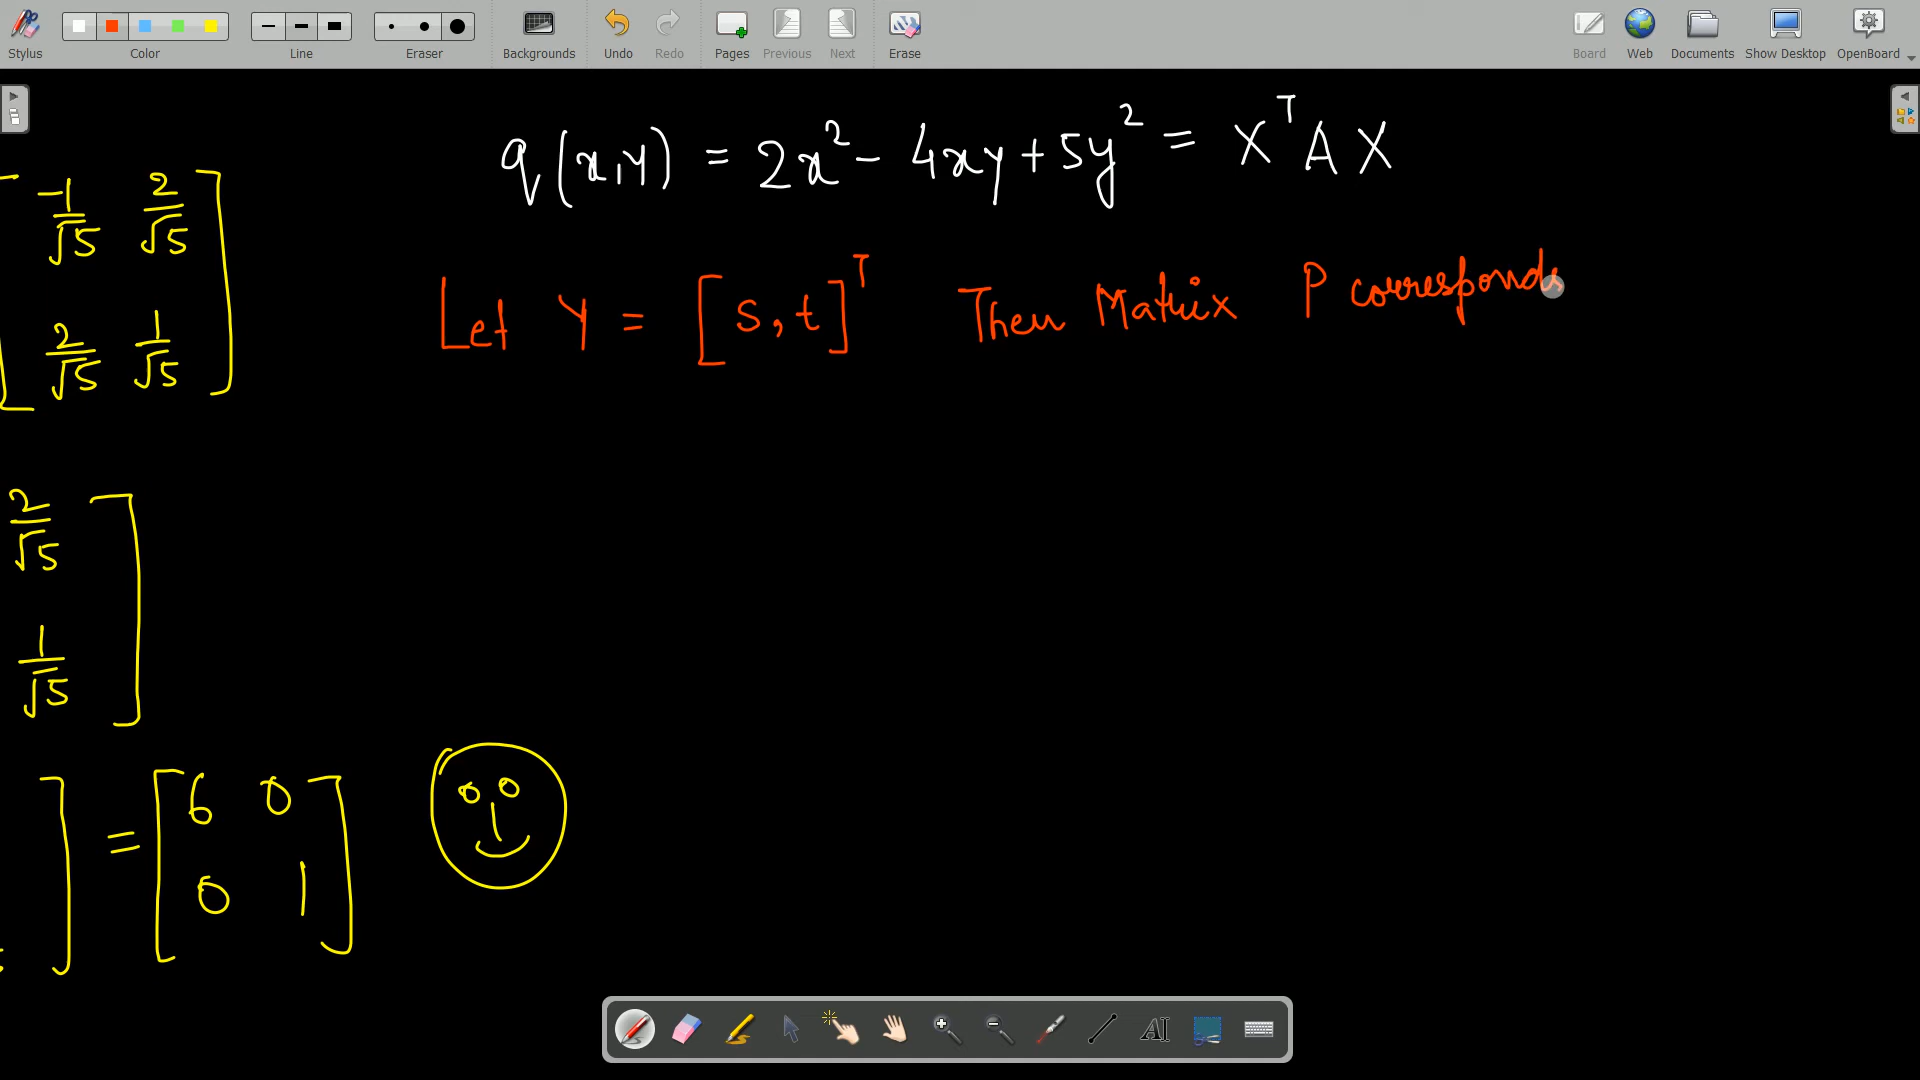 Stylus Color Line Eraser Backgrounds Undo Redo Pages Previous Next Erase Board Web Documents Show Desktop OpenBoard
q(x,y) = 2x² - 4xy + 5y² = X^T A X
-1/√5 2/√5
2/√5 1/√5
Let Y = [s, t]^T Then Matrix P corresponds
2/√5
1/√5
] = [6 0
0 1]
AI